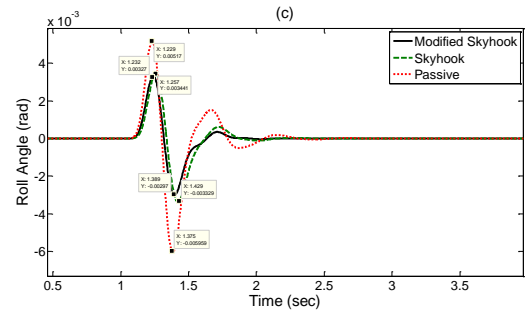 (c)
x 10-3
Modified Skyhook
Skyhook
Passive
X: 1.229
Y: 0.00517
X: 1.232
Y: 0.00327
X: 1.257
Y: 0.003441
X: 1.389
Y: -0.00297
X: 1.429
Y: -0.003329
X: 1.375
Y: -0.005959
4
2
0
-2
-4
-6
Roll Angle (rad)
0.5 1 1.5 2 2.5 3 3.5
Time (sec)